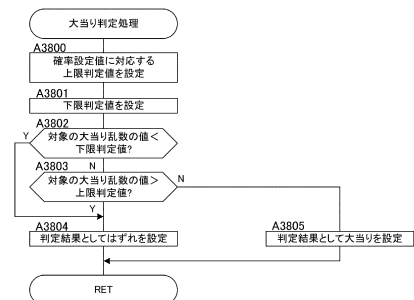 大当り判定処理
A3800
確率設定値に対応する
上限判定値を設定
A3801
下限判定値を設定
A3802
Y
対象の大当り乱数の値＜
下限判定値?
A3803
N
N
対象の大当り乱数の値＞
上限判定値?
Y
A3804
A3805
判定結果としてはずれを設定
判定結果として大当りを設定
RET